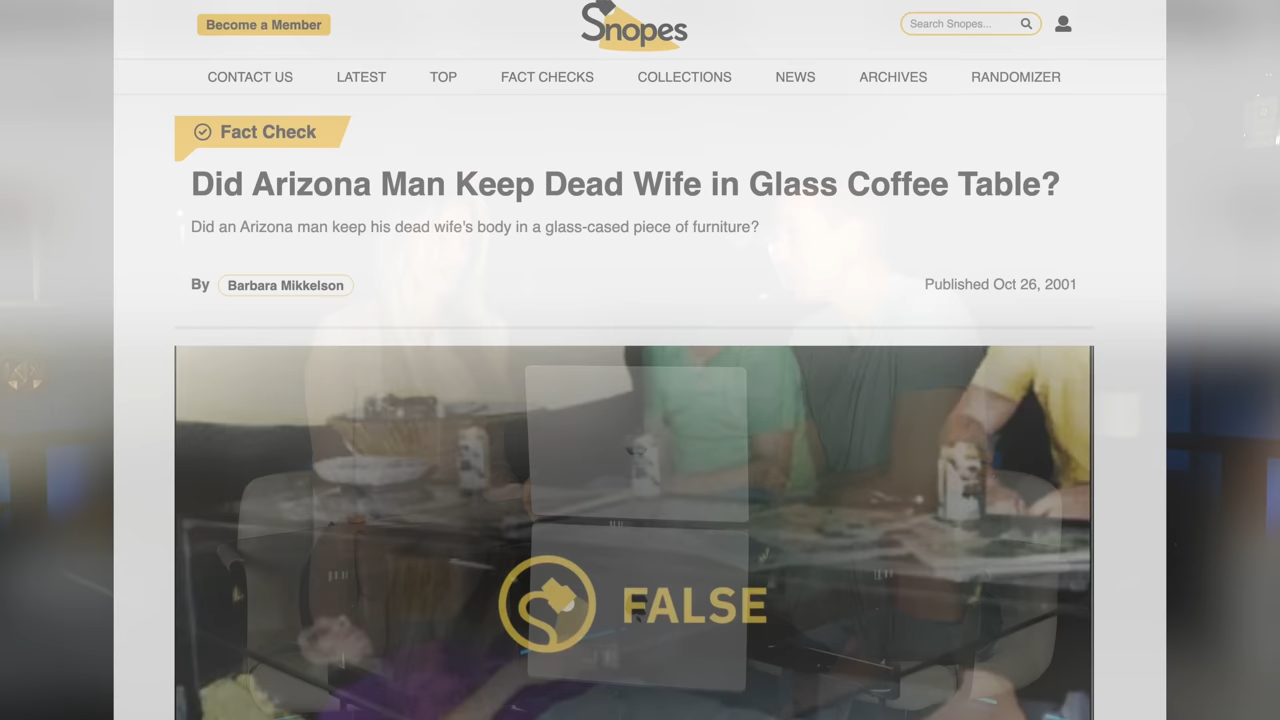 Become a Member
Snopes
Search Snopes...
CONTACT US LATEST TOP FACT CHECKS COLLECTIONS NEWS ARCHIVES RANDOMIZER
Fact Check
Did Arizona Man Keep Dead Wife in Glass Coffee Table?
Did an Arizona man keep his dead wife's body in a glass-cased piece of furniture?
By Barbara Mikkelson
Published Oct 26, 2001
FALSE